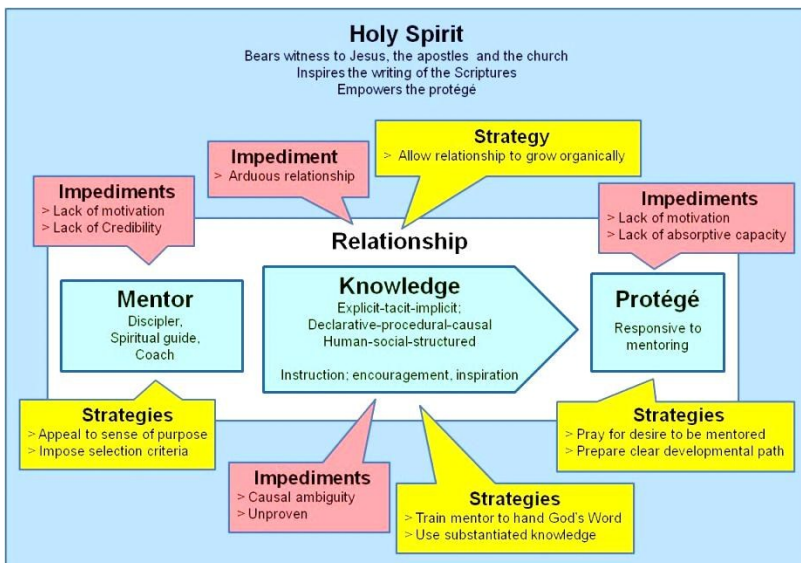 Holy Spirit
Bears witness to Jesus, the apostles and the church
Inspires the writing of the Scriptures
Empowers the protégé
Strategy
> Allow relationship to grow organically
Impediment
> Arduous relationship
Impediments
> Lack of motivation
> Lack of Credibility
Impediments
> Lack of motivation
> Lack of absorptive capacity
Relationship
Mentor
Discipler,
Spiritual guide,
Coach
Knowledge
Explicit-tacit-implicit;
Declarative-procedural-causal
Human-social-structured
Instruction; encouragement, inspiration
Protégé
Responsive to
mentoring
Strategies
> Appeal to sense of purpose
> Impose selection criteria
Impediments
> Causal ambiguity
> Unproven
Strategies
> Train mentor to hand God's Word
> Use substantiated knowledge
Strategies
> Pray for desire to be mentored
> Prepare clear developmental path